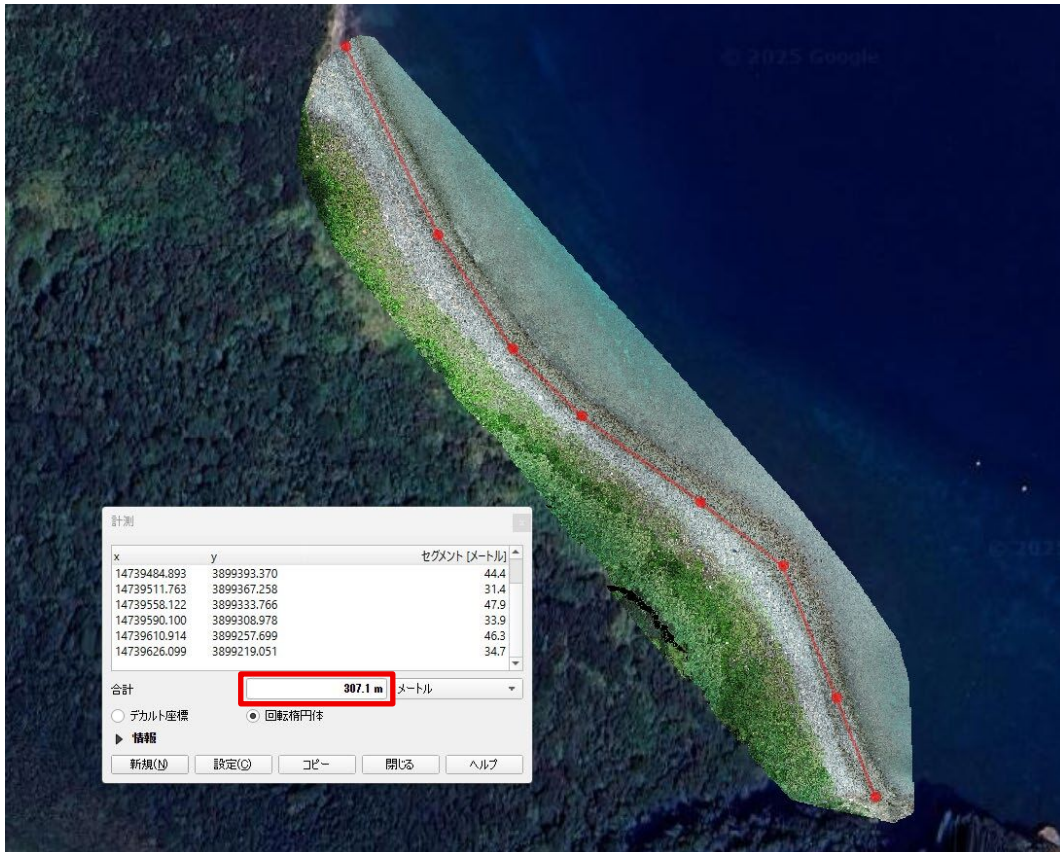 © 2025 Google
計測
x y セグメント [メートル]
14739484.893 3899393.370 44.4
14739511.763 3899367.258 31.4
14739558.122 3899333.766 47.9
14739590.100 3899308.978 33.9
14739610.914 3899257.699 46.3
14739626.099 3899219.051 34.7
合計 307.1 m メートル
デカルト座標 回転楕円体
情報
新規(N) 設定(C) コピー 閉じる ヘルプ